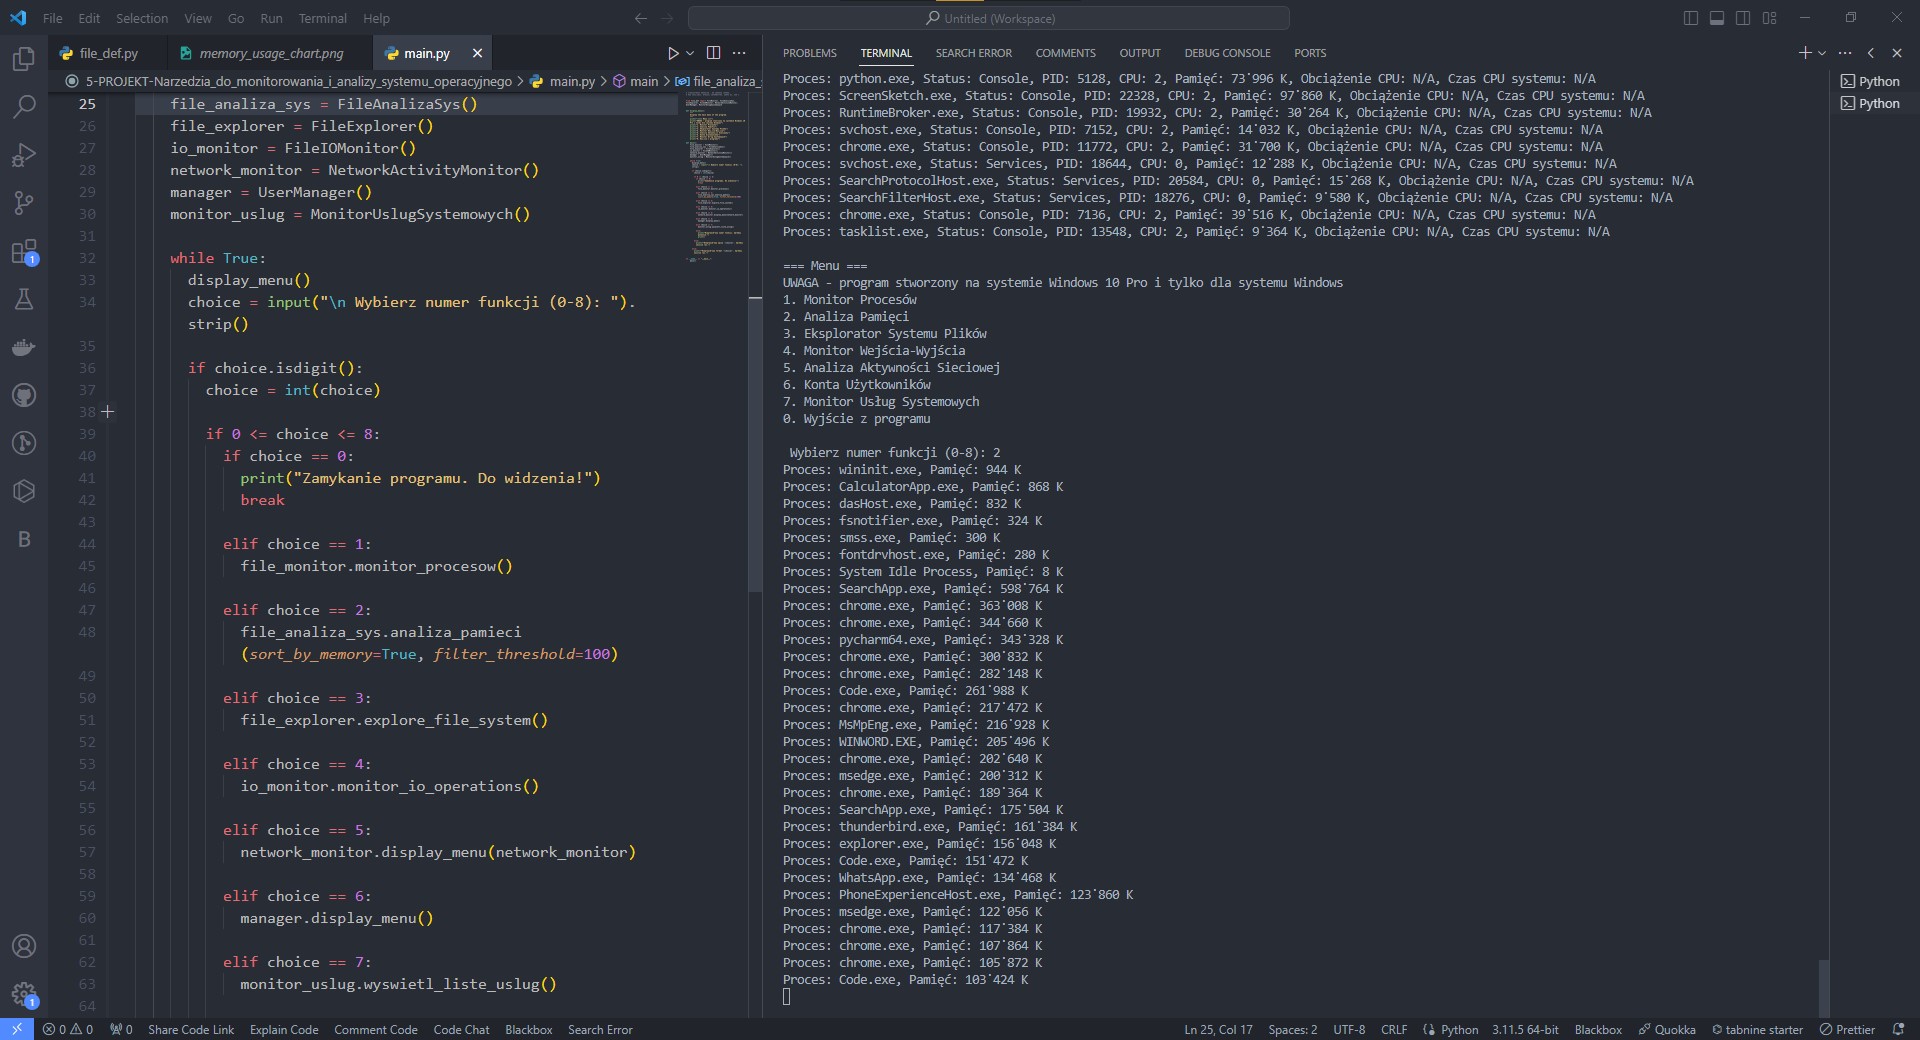 File Edit Selection View Go Run Terminal Help
Untitled (Workspace)
file_def.py memory_usage_chart.png main.py
5-PROJEKT-Narzedzia_do_monitorowania_i_analizy_systemu_operacyjnego > main.py > main > file_analiza_
25 file_analiza_sys = FileAnalizaSys()
26 file_explorer = FileExplorer()
27 io_monitor = FileIOMonitor()
28 network_monitor = NetworkActivityMonitor()
29 manager = UserManager()
30 monitor_uslug = MonitorUslugSystemowych()
31
32 while True:
33 display_menu()
34 choice = input("\n Wybierz numer funkcji (0-8): ").
strip()
35
36 if choice.isdigit():
37 choice = int(choice)
38
39 if 0 <= choice <= 8:
40 if choice == 0:
41 print("Zamykanie programu. Do widzenia!")
42 break
43
44 elif choice == 1:
45 file_monitor.monitor_procesow()
46
47 elif choice == 2:
48 file_analiza_sys.analiza_pamieci
(sort_by_memory=True, filter_threshold=100)
49
50 elif choice == 3:
51 file_explorer.explore_file_system()
52
53 elif choice == 4:
54 io_monitor.monitor_io_operations()
55
56 elif choice == 5:
57 network_monitor.display_menu(network_monitor)
58
59 elif choice == 6:
60 manager.display_menu()
61
62 elif choice == 7:
63 monitor_uslug.wyswietl_liste_uslug()
64
PROBLEMS TERMINAL SEARCH ERROR COMMENTS OUTPUT DEBUG CONSOLE PORTS
Proces: python.exe, Status: Console, PID: 5128, CPU: 2, Pamięć: 73˙996 K, Obciążenie CPU: N/A, Czas CPU systemu: N/A
Proces: ScreenSketch.exe, Status: Console, PID: 22328, CPU: 2, Pamięć: 97˙860 K, Obciążenie CPU: N/A, Czas CPU systemu: N/A
Proces: RuntimeBroker.exe, Status: Console, PID: 19932, CPU: 2, Pamięć: 30˙264 K, Obciążenie CPU: N/A, Czas CPU systemu: N/A
Proces: svchost.exe, Status: Console, PID: 7152, CPU: 2, Pamięć: 14˙032 K, Obciążenie CPU: N/A, Czas CPU systemu: N/A
Proces: chrome.exe, Status: Console, PID: 11772, CPU: 2, Pamięć: 31˙700 K, Obciążenie CPU: N/A, Czas CPU systemu: N/A
Proces: svchost.exe, Status: Services, PID: 18644, CPU: 0, Pamięć: 12˙288 K, Obciążenie CPU: N/A, Czas CPU systemu: N/A
Proces: SearchProtocolHost.exe, Status: Services, PID: 20584, CPU: 0, Pamięć: 15˙268 K, Obciążenie CPU: N/A, Czas CPU systemu: N/A
Proces: SearchFilterHost.exe, Status: Services, PID: 18276, CPU: 0, Pamięć: 9˙580 K, Obciążenie CPU: N/A, Czas CPU systemu: N/A
Proces: chrome.exe, Status: Console, PID: 7136, CPU: 2, Pamięć: 39˙516 K, Obciążenie CPU: N/A, Czas CPU systemu: N/A
Proces: tasklist.exe, Status: Console, PID: 13548, CPU: 2, Pamięć: 9˙364 K, Obciążenie CPU: N/A, Czas CPU systemu: N/A
=== Menu ===
UWAGA - program stworzony na systemie Windows 10 Pro i tylko dla systemu Windows
1. Monitor Procesów
2. Analiza Pamięci
3. Eksplorator Systemu Plików
4. Monitor Wejścia-Wyjścia
5. Analiza Aktywności Sieciowej
6. Konta Użytkowników
7. Monitor Usług Systemowych
0. Wyjście z programu
Wybierz numer funkcji (0-8): 2
Proces: wininit.exe, Pamięć: 944 K
Proces: CalculatorApp.exe, Pamięć: 868 K
Proces: dasHost.exe, Pamięć: 832 K
Proces: fsnotifier.exe, Pamięć: 324 K
Proces: smss.exe, Pamięć: 300 K
Proces: fontdrvhost.exe, Pamięć: 280 K
Proces: System Idle Process, Pamięć: 8 K
Proces: SearchApp.exe, Pamięć: 598˙764 K
Proces: chrome.exe, Pamięć: 363˙008 K
Proces: chrome.exe, Pamięć: 344˙660 K
Proces: pycharm64.exe, Pamięć: 343˙328 K
Proces: chrome.exe, Pamięć: 300˙832 K
Proces: chrome.exe, Pamięć: 282˙148 K
Proces: Code.exe, Pamięć: 261˙988 K
Proces: chrome.exe, Pamięć: 217˙472 K
Proces: MsMpEng.exe, Pamięć: 216˙928 K
Proces: WINWORD.EXE, Pamięć: 205˙496 K
Proces: chrome.exe, Pamięć: 202˙640 K
Proces: msedge.exe, Pamięć: 200˙312 K
Proces: chrome.exe, Pamięć: 189˙364 K
Proces: SearchApp.exe, Pamięć: 175˙504 K
Proces: thunderbird.exe, Pamięć: 161˙384 K
Proces: explorer.exe, Pamięć: 156˙048 K
Proces: Code.exe, Pamięć: 151˙472 K
Proces: WhatsApp.exe, Pamięć: 134˙468 K
Proces: PhoneExperienceHost.exe, Pamięć: 123˙860 K
Proces: msedge.exe, Pamięć: 122˙056 K
Proces: chrome.exe, Pamięć: 117˙384 K
Proces: chrome.exe, Pamięć: 107˙864 K
Proces: chrome.exe, Pamięć: 105˙872 K
Proces: Code.exe, Pamięć: 103˙424 K
Python
Python
0 0 0 Share Code Link Explain Code Comment Code Code Chat Blackbox Search Error
Ln 25, Col 17 Spaces: 2 UTF-8 CRLF Python 3.11.5 64-bit Blackbox Quokka tabnine starter Prettier